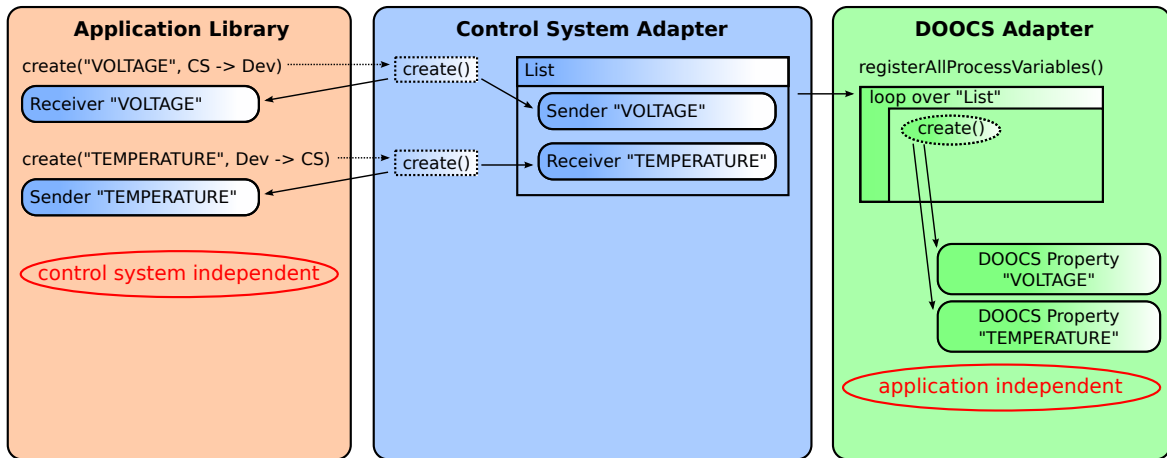 Application Library
create("VOLTAGE", CS -> Dev)
Receiver "VOLTAGE"
create("TEMPERATURE", Dev -> CS)
Sender "TEMPERATURE"
control system independent
Control System Adapter
create()
create()
List
Sender "VOLTAGE"
Receiver "TEMPERATURE"
DOOCS Adapter
registerAllProcessVariables()
loop over "List"
create()
DOOCS Property
"VOLTAGE"
DOOCS Property
"TEMPERATURE"
application independent